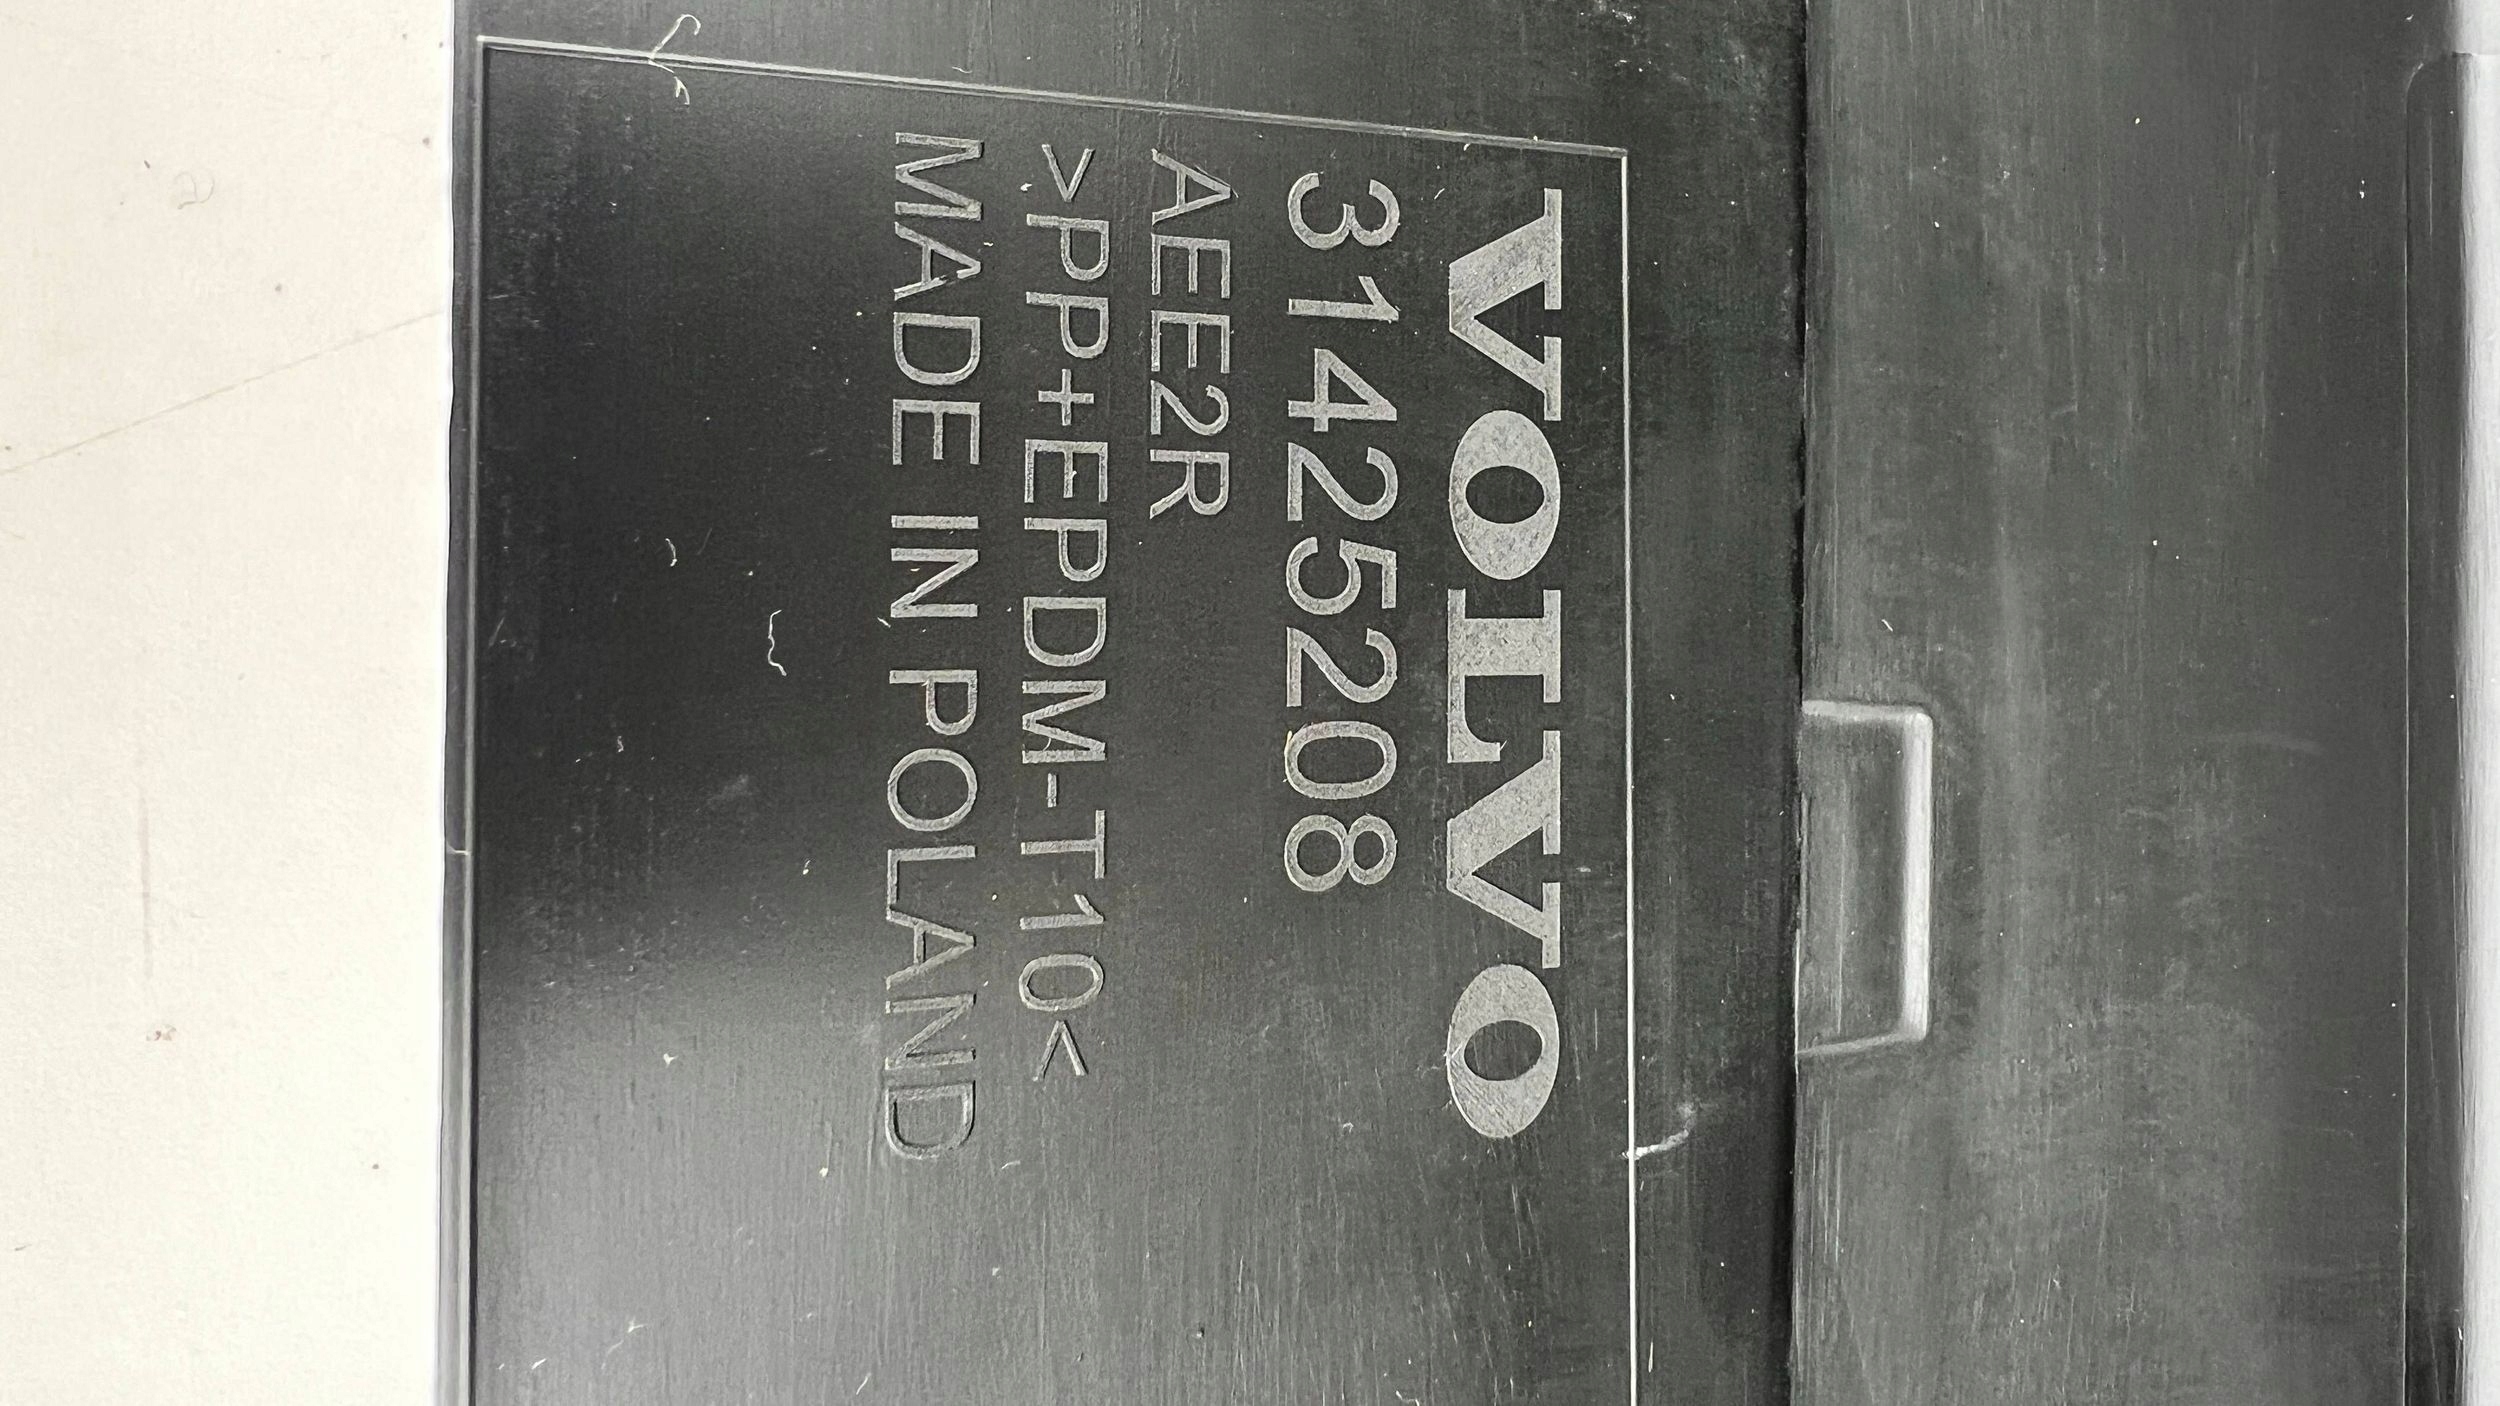 VOLVO
31425208
AEE2R
>PP+EPDM-T10<
MADE IN POLAND